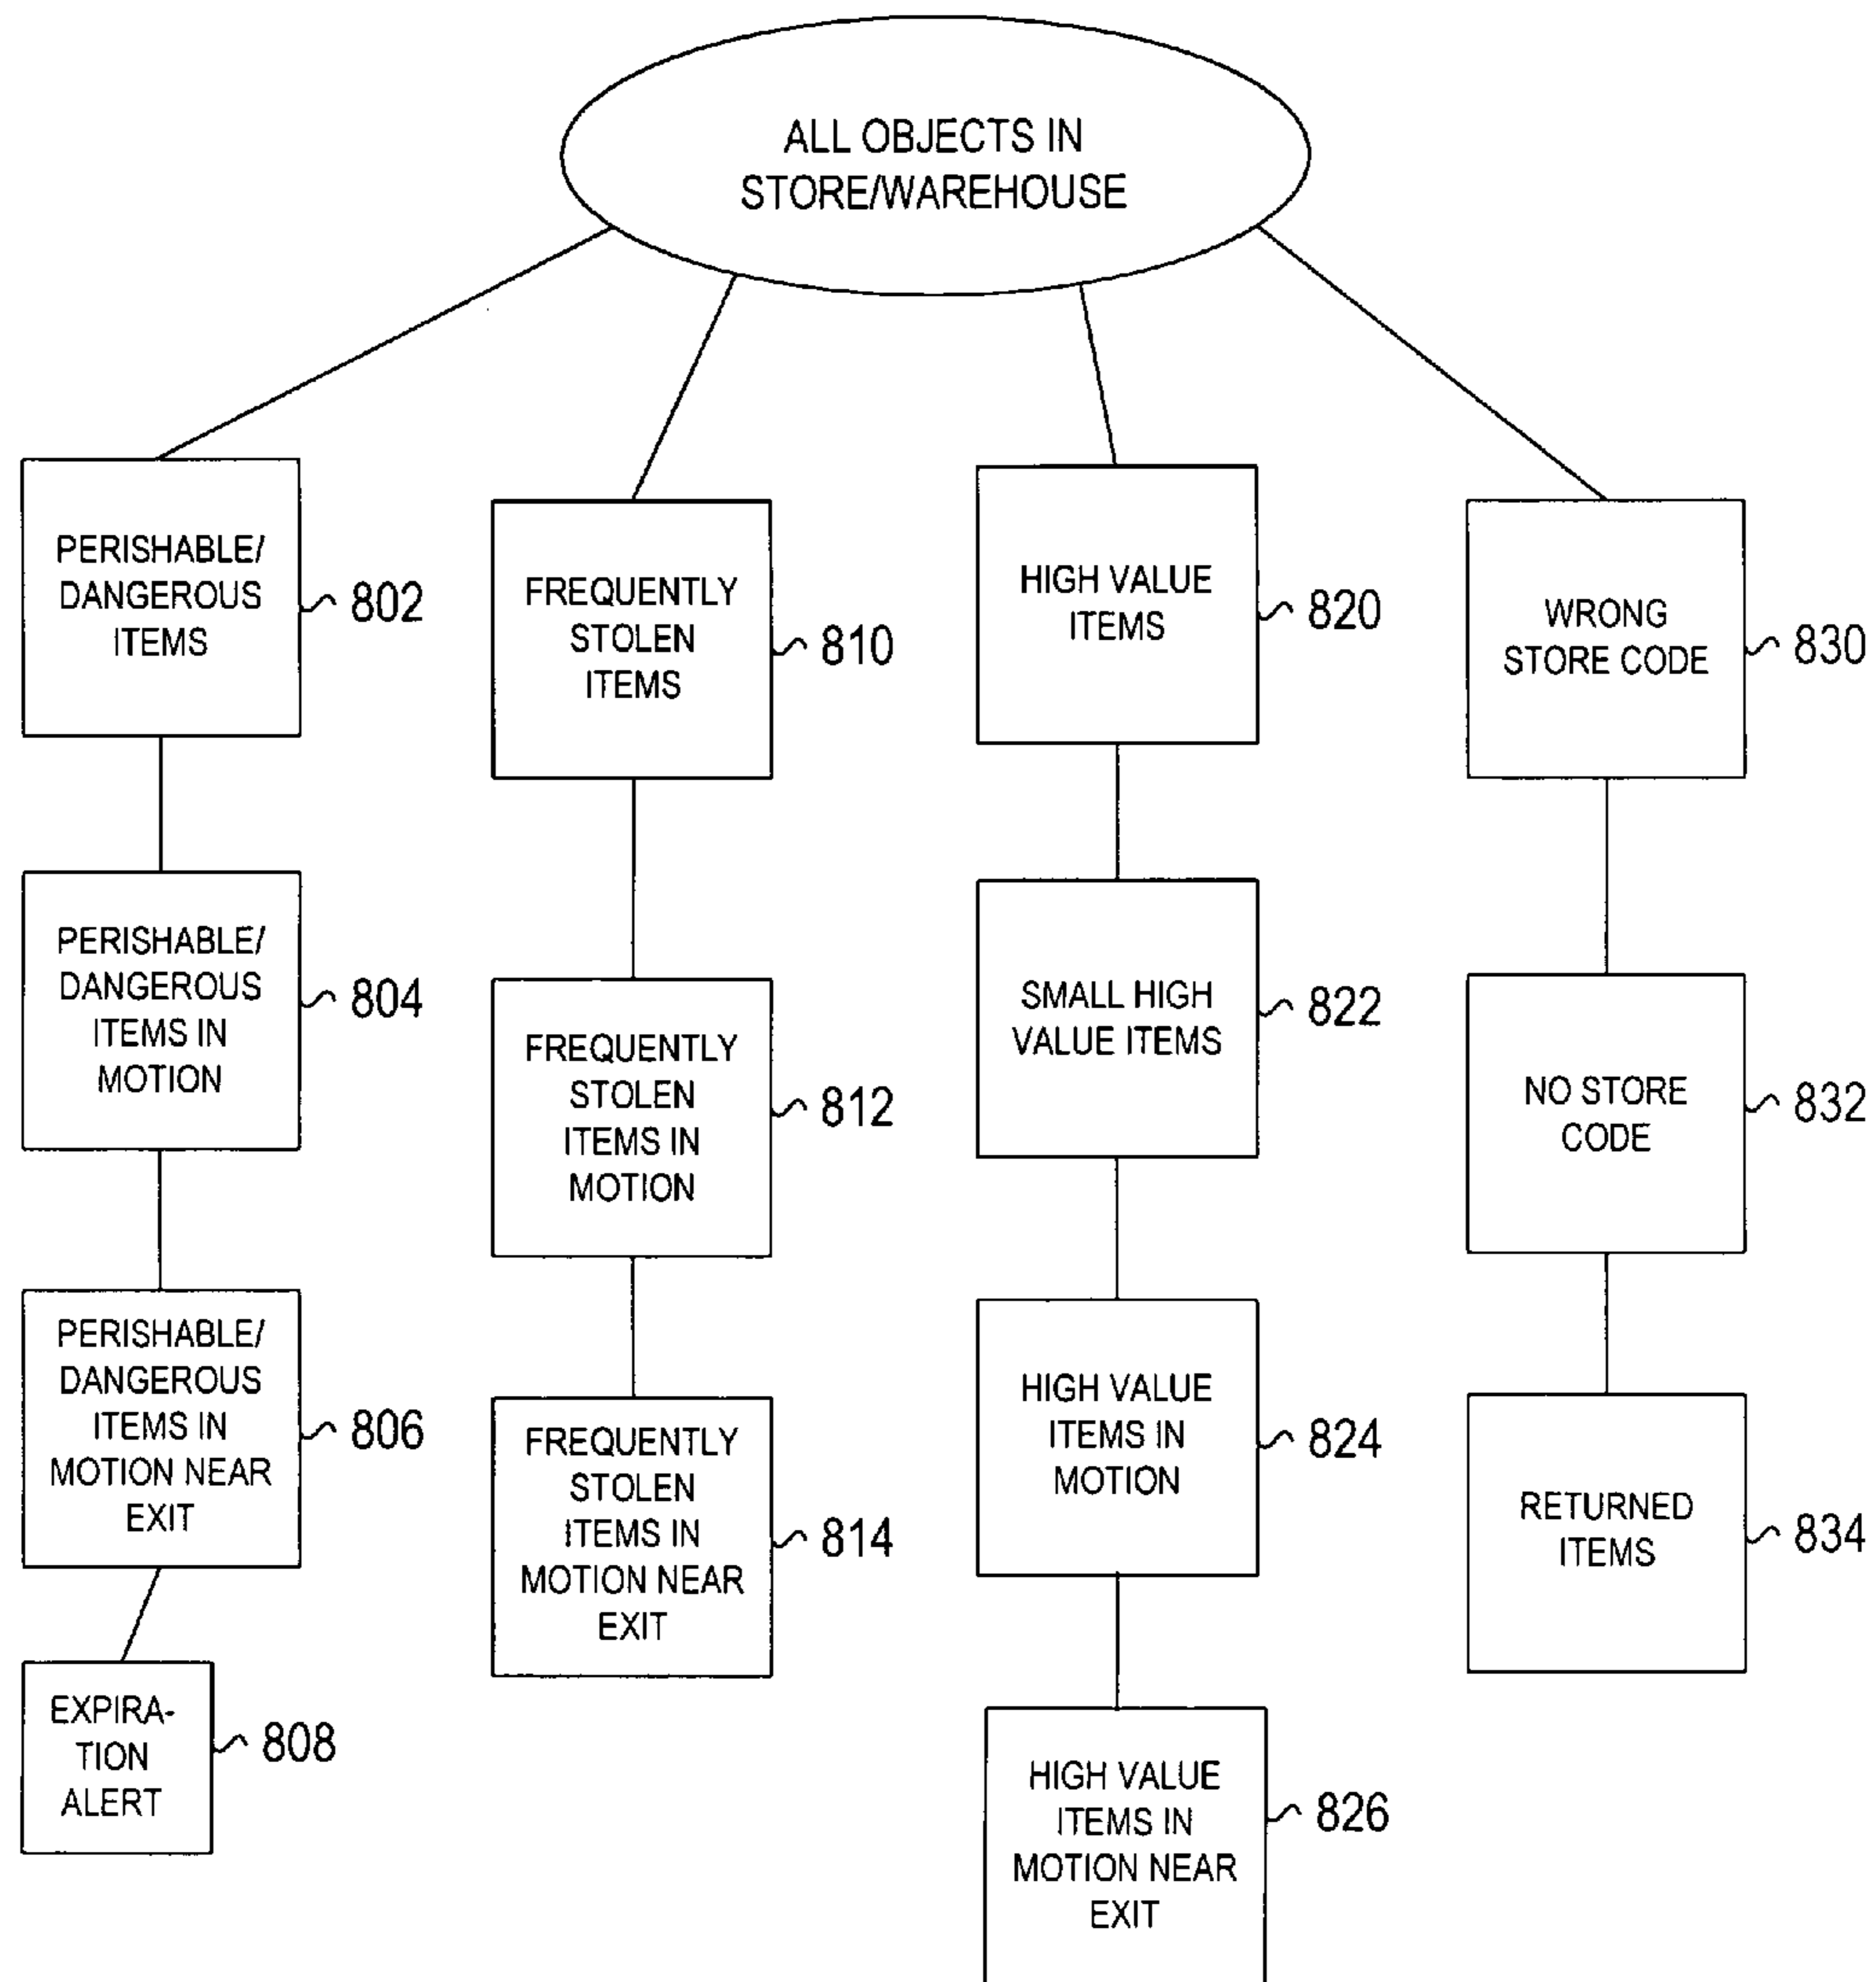 ALL OBJECTS IN
STORE/WAREHOUSE
PERISHABLE/
DANGEROUS
ITEMS
802
PERISHABLE/
DANGEROUS
ITEMS IN
MOTION
804
PERISHABLE/
DANGEROUS
ITEMS IN
MOTION NEAR
EXIT
806
EXPIRA-
TION
ALERT
808
FREQUENTLY
STOLEN
ITEMS
810
FREQUENTLY
STOLEN
ITEMS IN
MOTION
812
FREQUENTLY
STOLEN
ITEMS IN
MOTION NEAR
EXIT
814
HIGH VALUE
ITEMS
820
SMALL HIGH
VALUE ITEMS
822
HIGH VALUE
ITEMS IN
MOTION
824
HIGH VALUE
ITEMS IN
MOTION NEAR
EXIT
826
WRONG
STORE CODE
830
NO STORE
CODE
832
RETURNED
ITEMS
834